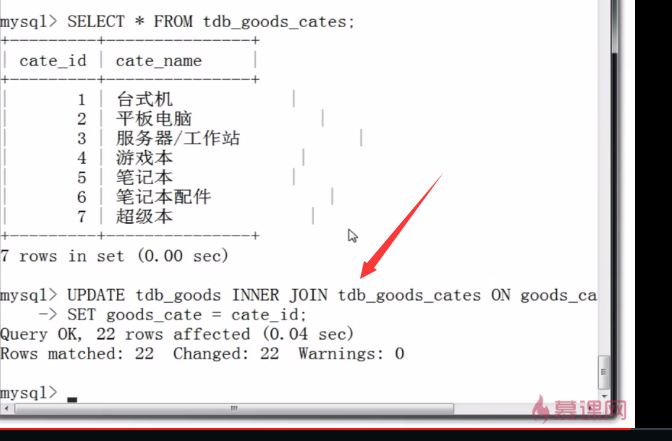 mysql> SELECT * FROM tdb_goods_cates;
+---------+---------------+
| cate_id | cate_name     |
+---------+---------------+
|       1 | 台式机 |
|       2 | 平板电脑 |
|       3 | 服务器/工作站 |
|       4 | 游戏本 |
|       5 | 笔记本 |
|       6 | 笔记本配件 |
|       7 | 超级本 |
+---------+---------------+
7 rows in set (0.00 sec)
mysql> UPDATE tdb_goods INNER JOIN tdb_goods_cates ON goods_ca
    -> SET goods_cate = cate_id;
Query OK, 22 rows affected (0.04 sec)
Rows matched: 22  Changed: 22  Warnings: 0
mysql> _
慕课网